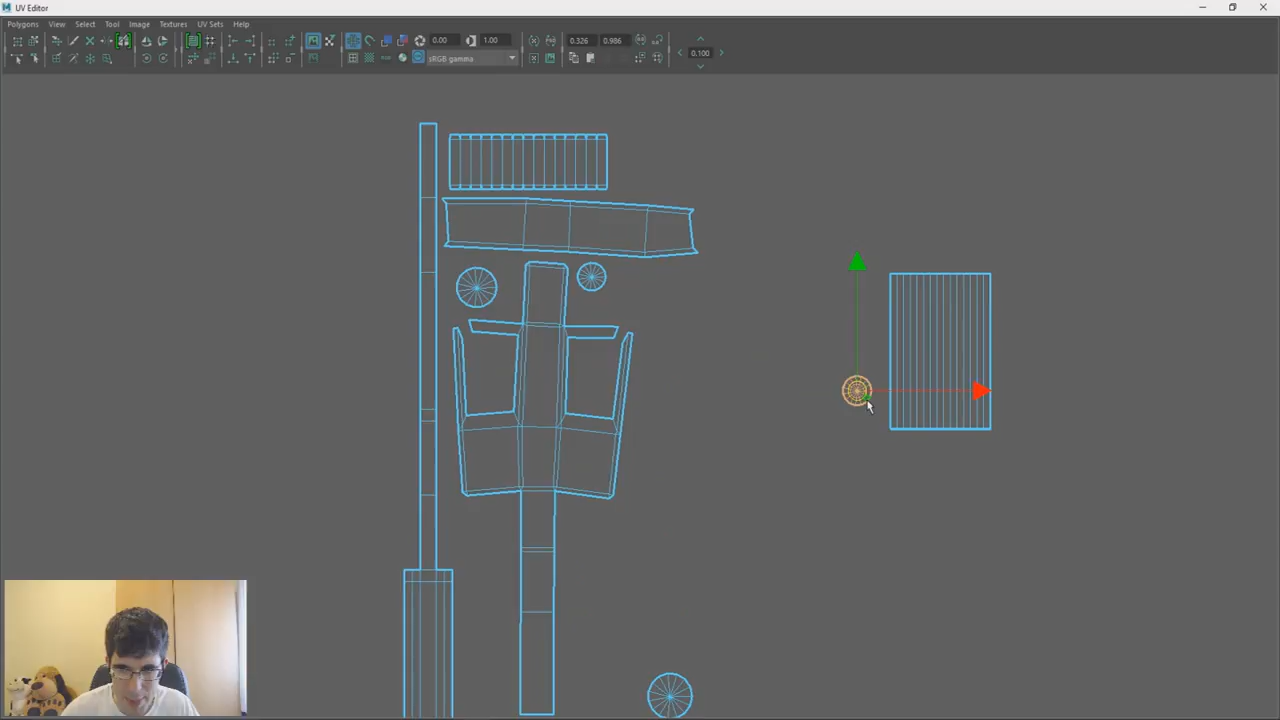 UV Editor
Polygons View Select Tool Image Textures UV Sets Help
0.00 1.00 0.326 0.986 0.100
sRGB gamma